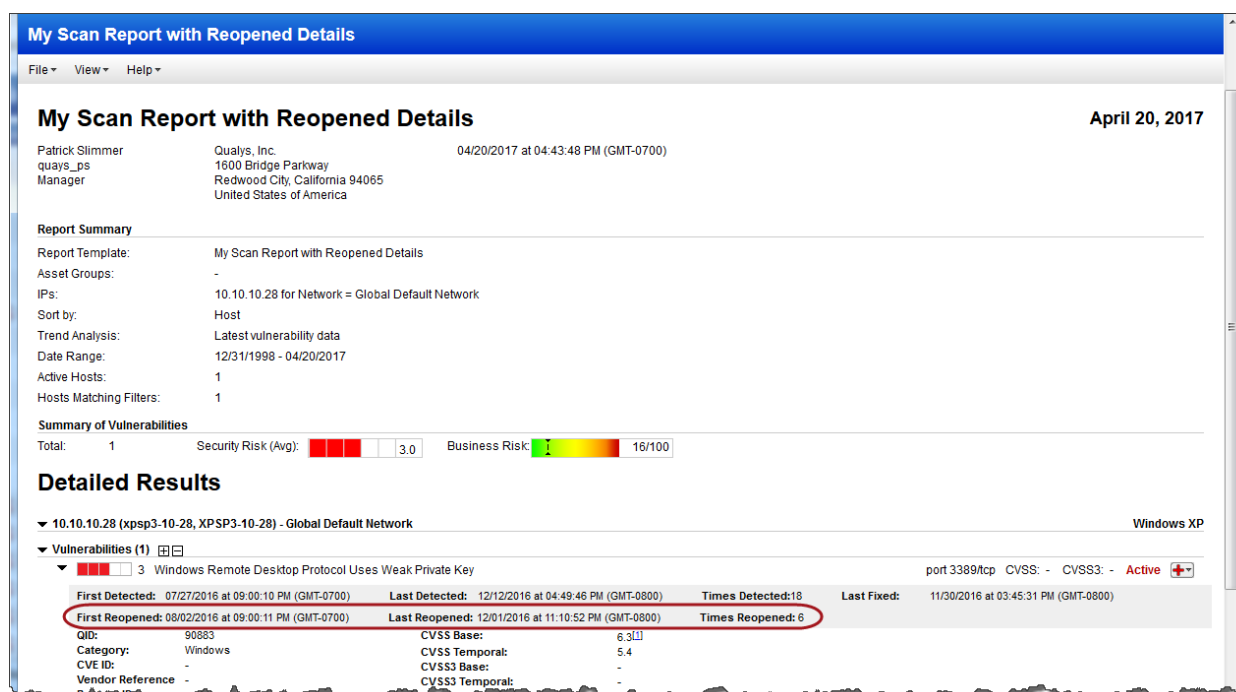 My Scan Report with Reopened Details
File View Help
My Scan Report with Reopened Details April 20, 2017
Patrick Slimmer Qualys, Inc. 04/20/2017 at 04:43:48 PM (GMT-0700)
quays_ps 1600 Bridge Parkway
Manager Redwood City, California 94065
United States of America
Report Summary
Report Template: My Scan Report with Reopened Details
Asset Groups: -
IPs: 10.10.10.28 for Network = Global Default Network
Sort by: Host
Trend Analysis: Latest vulnerability data
Date Range: 12/31/1998 - 04/20/2017
Active Hosts: 1
Hosts Matching Filters: 1
Summary of Vulnerabilities
Total: 1 Security Risk (Avg): 3.0 Business Risk: 16/100
Detailed Results
10.10.10.28 (xpsp3-10-28, XPSP3-10-28) - Global Default Network Windows XP
Vulnerabilities (1)
3 Windows Remote Desktop Protocol Uses Weak Private Key port 3389/tcp CVSS: - CVSS3: - Active
First Detected: 07/27/2016 at 09:00:10 PM (GMT-0700) Last Detected: 12/12/2016 at 04:49:46 PM (GMT-0800) Times Detected:18 Last Fixed: 11/30/2016 at 03:45:31 PM (GMT-0800)
First Reopened: 08/02/2016 at 09:00:11 PM (GMT-0700) Last Reopened: 12/01/2016 at 11:10:52 PM (GMT-0800) Times Reopened: 6
QID: 90883 CVSS Base: 6.3[1]
Category: Windows CVSS Temporal: 5.4
CVE ID: - CVSS3 Base: -
Vendor Reference - CVSS3 Temporal: -